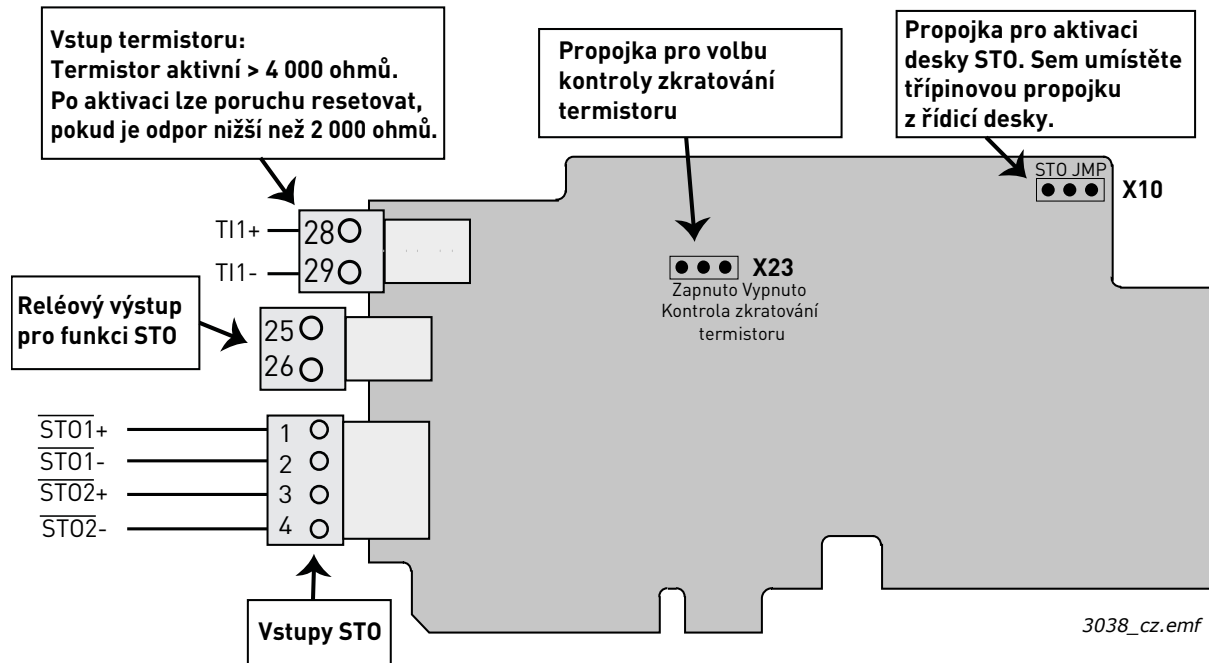 Vstup termistoru:
Termistor aktivní > 4 000 ohmů.
Po aktivaci lze poruchu resetovat,
pokud je odpor nižší než 2 000 ohmů.
Propojka pro volbu
kontroly zkratování
termistoru
Propojka pro aktivaci
desky STO. Sem umístěte
třípinovou propojku
z řídicí desky.
STO JMP
X10
TI1+
28
TI1-
29
X23
Zapnuto Vypnuto
Kontrola zkratování
termistoru
Reléový výstup
pro funkci STO
25
26
STO1+
1
STO1-
2
STO2+
3
STO2-
4
Vstupy STO
3038_cz.emf